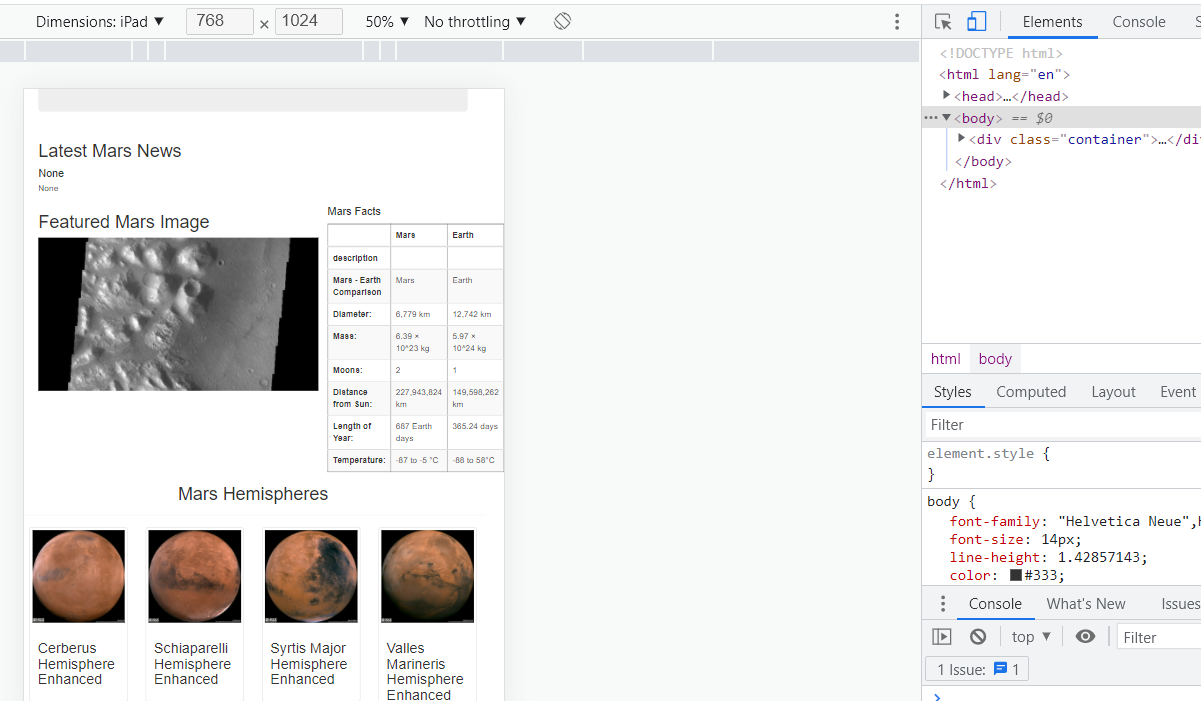 Dimensions: iPad ▼ 768 × 1024 50% ▼ No throttling ▼
Elements Console S
<!DOCTYPE html>
<html lang="en">
<head>…</head>
<body> == $0
<div class="container">…</di
</body>
</html>
html body
Styles Computed Layout Event
Filter
element.style {
}
body {
font-family: "Helvetica Neue",H
font-size: 14px;
line-height: 1.42857143;
color: #333;
Console What's New Issues
top ▼ Filter
1 Issue: 1
Latest Mars News
None
None
Featured Mars Image
Mars Facts
Mars Earth
description
Mars - Earth Mars Earth
Comparison
Diameter: 6,779 km 12,742 km
Mass: 6.39 × 5.97 ×
10^23 kg 10^24 kg
Moons: 2 1
Distance 227,943,824 149,598,262
from Sun: km km
Length of 687 Earth 365.24 days
Year: days
Temperature: -87 to -5 °C -88 to 58°C
Mars Hemispheres
Cerberus
Hemisphere
Enhanced
Schiaparelli
Hemisphere
Enhanced
Syrtis Major
Hemisphere
Enhanced
Valles
Marineris
Hemisphere
Enhanced